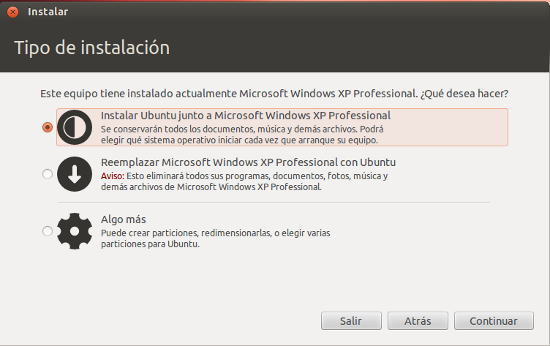 Instalar
Tipo de instalación
Este equipo tiene instalado actualmente Microsoft Windows XP Professional. ¿Qué desea hacer?
Instalar Ubuntu junto a Microsoft Windows XP Professional
Se conservarán todos los documentos, música y demás archivos. Podrá
elegir qué sistema operativo iniciar cada vez que arranque su equipo.
Reemplazar Microsoft Windows XP Professional con Ubuntu
Aviso: Esto eliminará todos sus programas, documentos, fotos, música y
demás archivos de Microsoft Windows XP Professional.
Algo más
Puede crear particiones, redimensionarlas, o elegir varias
particiones para Ubuntu.
Salir
Atrás
Continuar